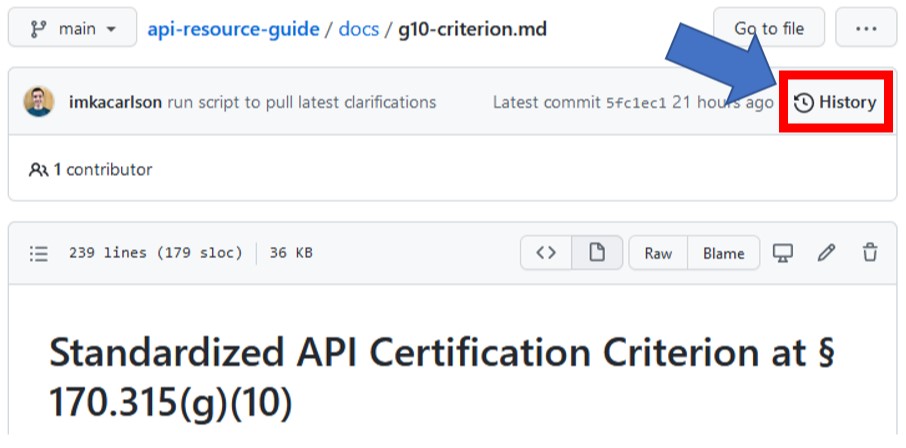 main api-resource-guide / docs / g10-criterion.md Go to file ...
imkacarlson run script to pull latest clarifications Latest commit 5fc1ec1 21 hours ago History
1 contributor
239 lines (179 sloc) 36 KB <> Raw Blame
Standardized API Certification Criterion at §
170.315(g)(10)